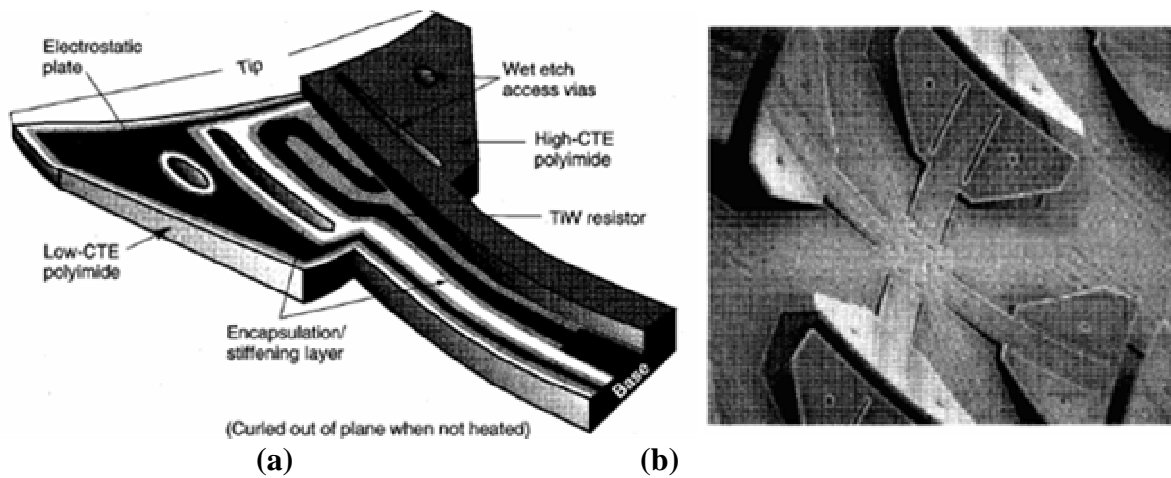 Electrostatic
plate
Tip
Wet etch
access vias
High-CTE
polyimide
TiW resistor
Low-CTE
polyimide
Encapsulation/
stiffening layer
Base
(Curled out of plane when not heated)
(a)
(b)